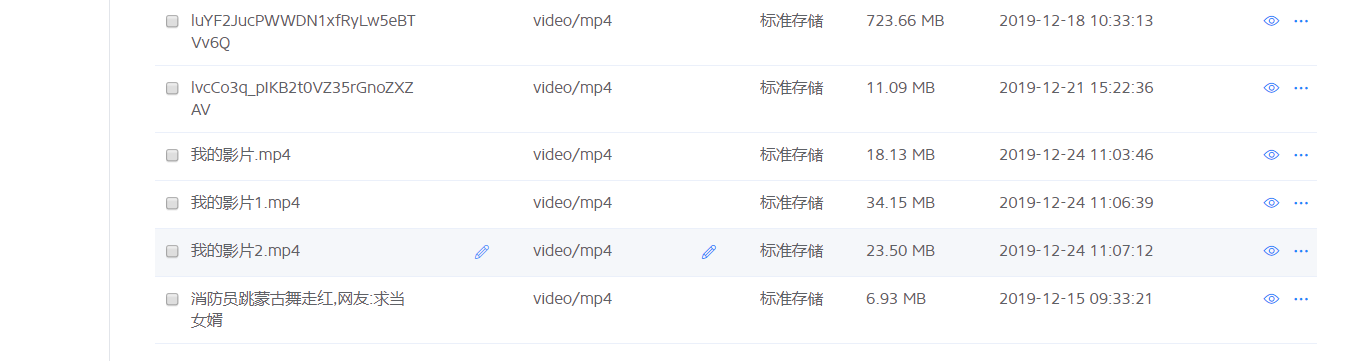 luYF2JucPWWDN1xfRyLw5eBT video/mp4 标准存储 723.66 MB 2019-12-18 10:33:13
Vv6Q
lvcCo3q_pIKB2t0VZ35rGnoZXZ video/mp4 标准存储 11.09 MB 2019-12-21 15:22:36
AV
我的影片.mp4 video/mp4 标准存储 18.13 MB 2019-12-24 11:03:46
我的影片1.mp4 video/mp4 标准存储 34.15 MB 2019-12-24 11:06:39
我的影片2.mp4 video/mp4 标准存储 23.50 MB 2019-12-24 11:07:12
消防员跳蒙古舞走红,网友:求当 video/mp4 标准存储 6.93 MB 2019-12-15 09:33:21
女婿